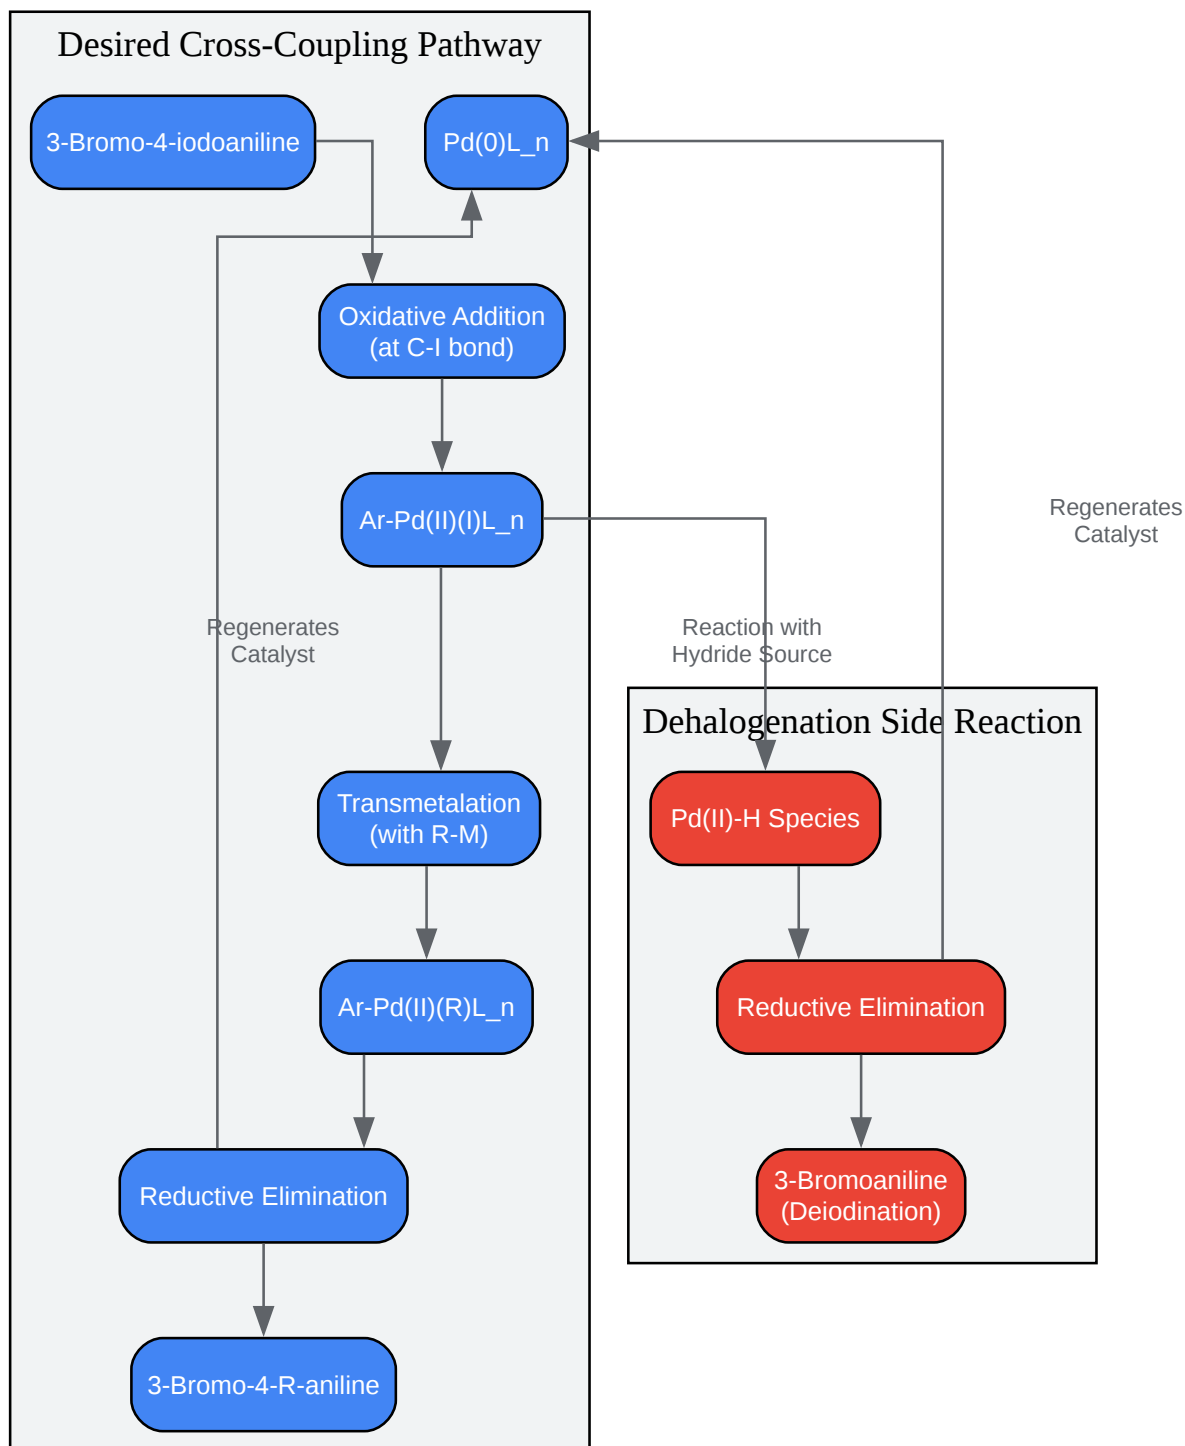 Desired Cross-Coupling Pathway
3-Bromo-4-iodoaniline
Pd(0)L_n
Oxidative Addition
(at C-I bond)
Ar-Pd(II)(I)L_n
Regenerates
Catalyst
Regenerates
Catalyst
Reaction with
Hydride Source
Dehalogenation Side Reaction
Transmetalation
(with R-M)
Pd(II)-H Species
Ar-Pd(II)(R)L_n
Reductive Elimination
Reductive Elimination
3-Bromoaniline
(Deiodination)
3-Bromo-4-R-aniline